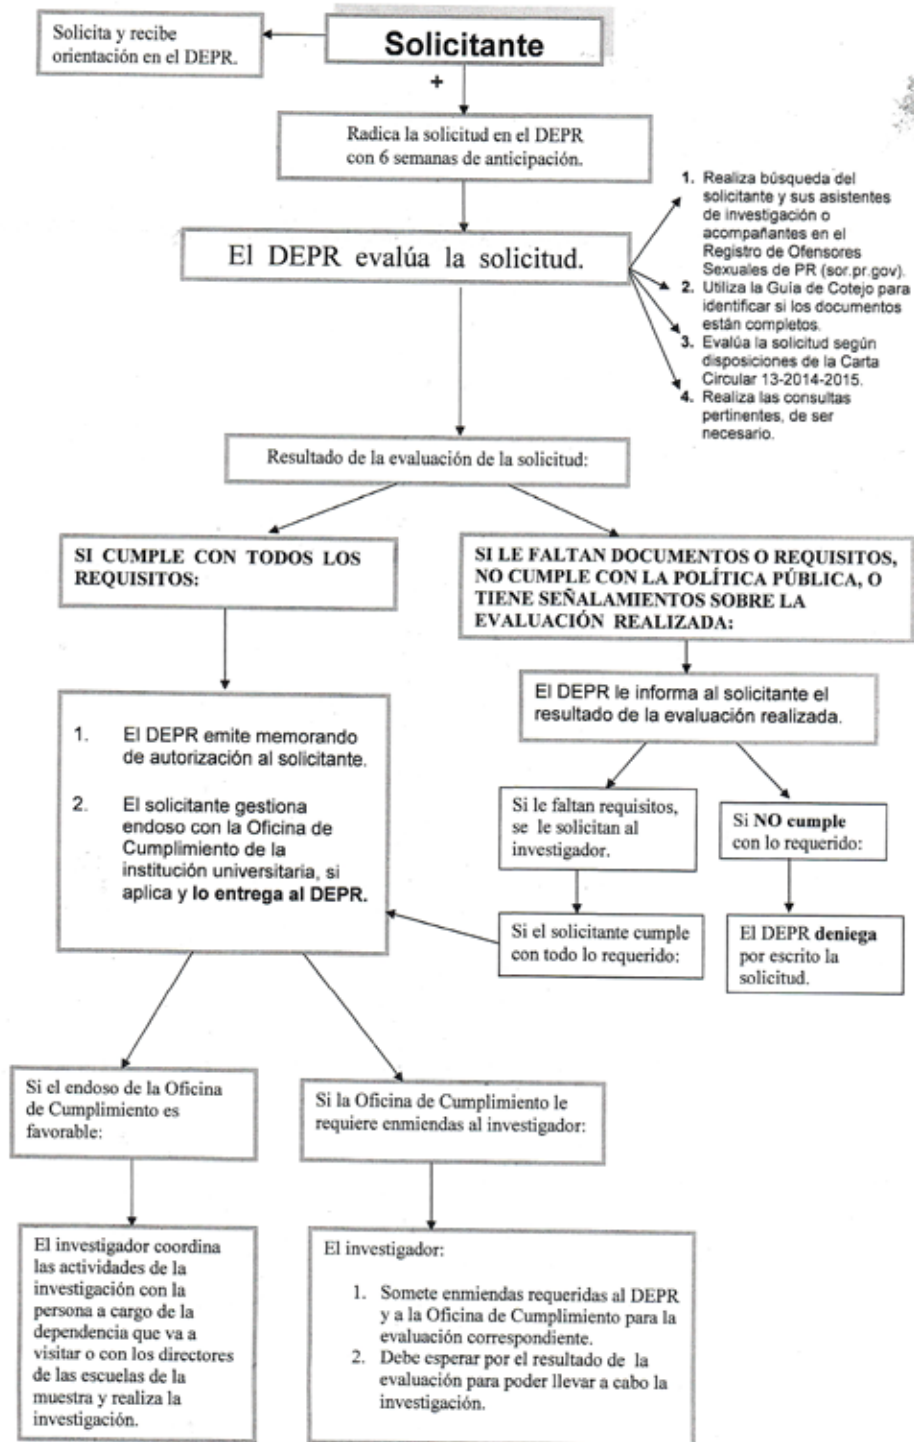 Solicita y recibe
orientación en el DEPR.
Solicitante
+
Radica la solicitud en el DEPR
con 6 semanas de anticipación.
El DEPR evalúa la solicitud.
1. Realiza búsqueda del
solicitante y sus asistentes
de investigación o
acompañantes en el
Registro de Ofensores
Sexuales de PR (sor.pr.gov).
2. Utiliza la Guía de Cotejo para
identificar si los documentos
están completos.
3. Evalúa la solicitud según
disposiciones de la Carta
Circular 13-2014-2015.
4. Realiza las consultas
pertinentes, de ser
necesario.
Resultado de la evaluación de la solicitud:
SI CUMPLE CON TODOS LOS
REQUISITOS:
SI LE FALTAN DOCUMENTOS O REQUISITOS,
NO CUMPLE CON LA POLÍTICA PÚBLICA, O
TIENE SEÑALAMIENTOS SOBRE LA
EVALUACIÓN REALIZADA:
1. El DEPR emite memorando
de autorización al solicitante.
2. El solicitante gestiona
endoso con la Oficina de
Cumplimiento de la
institución universitaria, si
aplica y lo entrega al DEPR.
El DEPR le informa al solicitante el
resultado de la evaluación realizada.
Si le faltan requisitos,
se le solicitan al
investigador.
Si NO cumple
con lo requerido:
Si el solicitante cumple
con todo lo requerido:
El DEPR deniega
por escrito la
solicitud.
Si el endoso de la Oficina
de Cumplimiento es
favorable:
Si la Oficina de Cumplimiento le
requiere enmiendas al investigador:
El investigador coordina
las actividades de la
investigación con la
persona a cargo de la
dependencia que va a
visitar o con los directores
de las escuelas de la
muestra y realiza la
investigación.
El investigador:
1. Somete enmiendas requeridas al DEPR
y a la Oficina de Cumplimiento para la
evaluación correspondiente.
2. Debe esperar por el resultado de la
evaluación para poder llevar a cabo la
investigación.